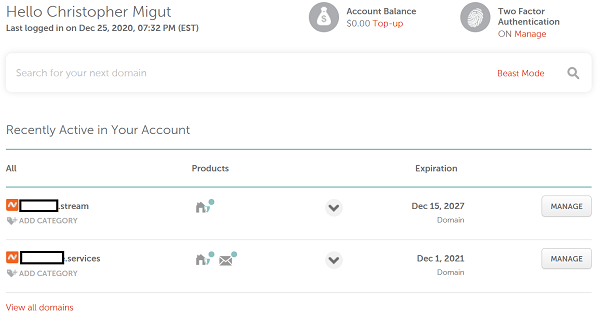 Hello Christopher Migut
Last logged in on Dec 25, 2020, 07:32 PM (EST)
Account Balance
$0.00 Top-up
Two Factor
Authentication
ON Manage
Search for your next domain
Beast Mode
Recently Active in Your Account
All Products Expiration
.stream Dec 15, 2027 MANAGE
ADD CATEGORY Domain
.services Dec 1, 2021 MANAGE
ADD CATEGORY Domain
View all domains